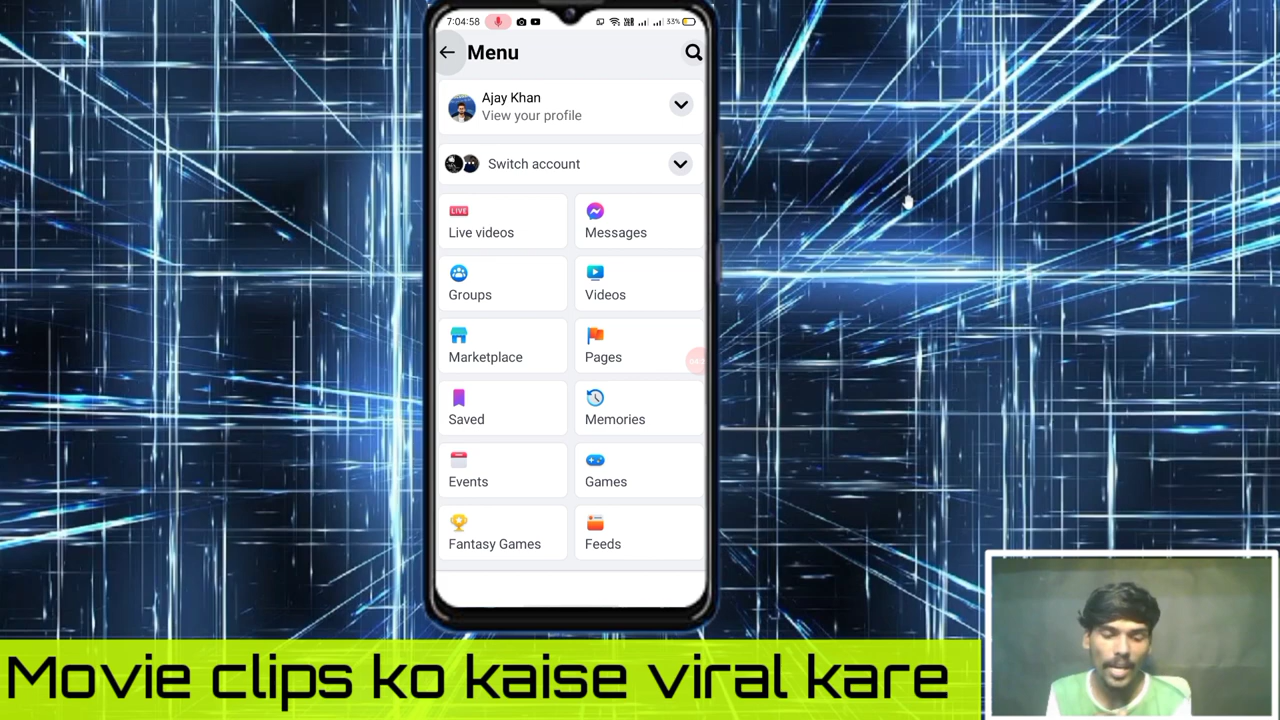 7:04:58
33%
Menu
Ajay Khan
View your profile
Switch account
LIVE
Live videos
Messages
Groups
Videos
Marketplace
Pages
Saved
Memories
Events
Games
Fantasy Games
Feeds
Movie clips ko kaise viral kare